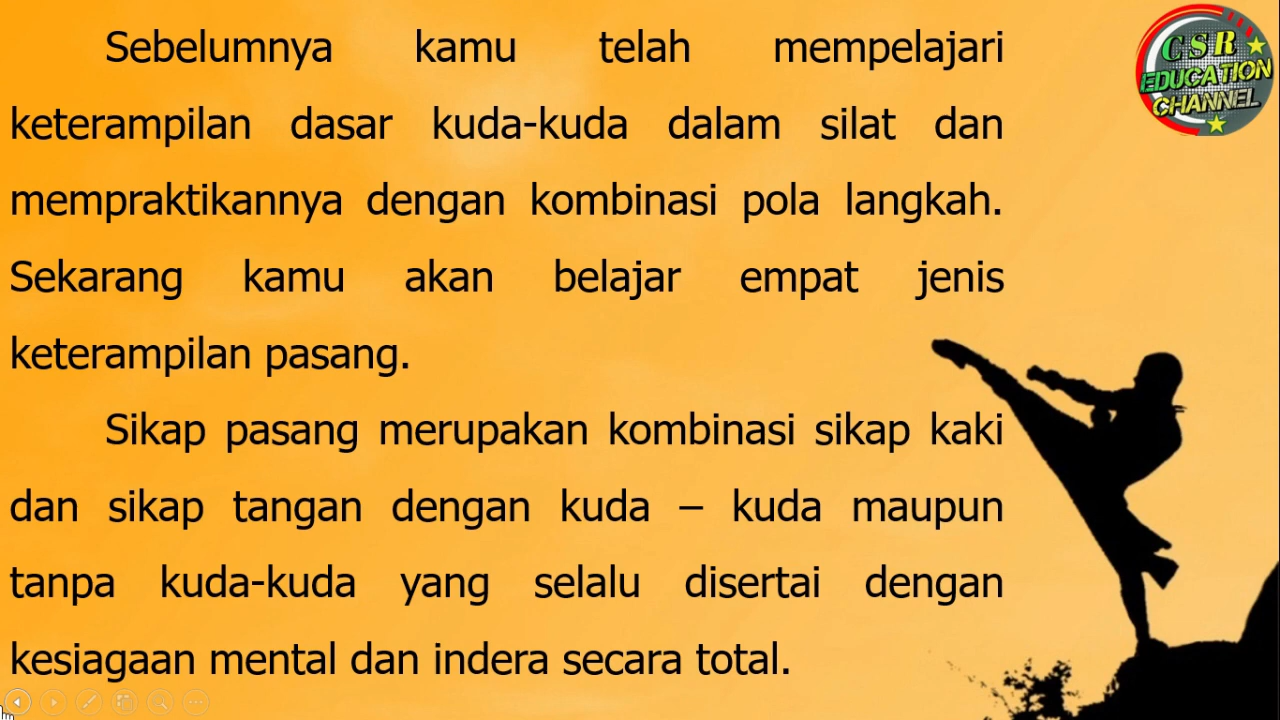 Sebelumnya kamu telah mempelajari
keterampilan dasar kuda-kuda dalam silat dan
mempraktikannya dengan kombinasi pola langkah.
Sekarang kamu akan belajar empat jenis
keterampilan pasang.
Sikap pasang merupakan kombinasi sikap kaki
dan sikap tangan dengan kuda – kuda maupun
tanpa kuda-kuda yang selalu disertai dengan
kesiagaan mental dan indera secara total.
CSR
EDUCATION
CHANNEL